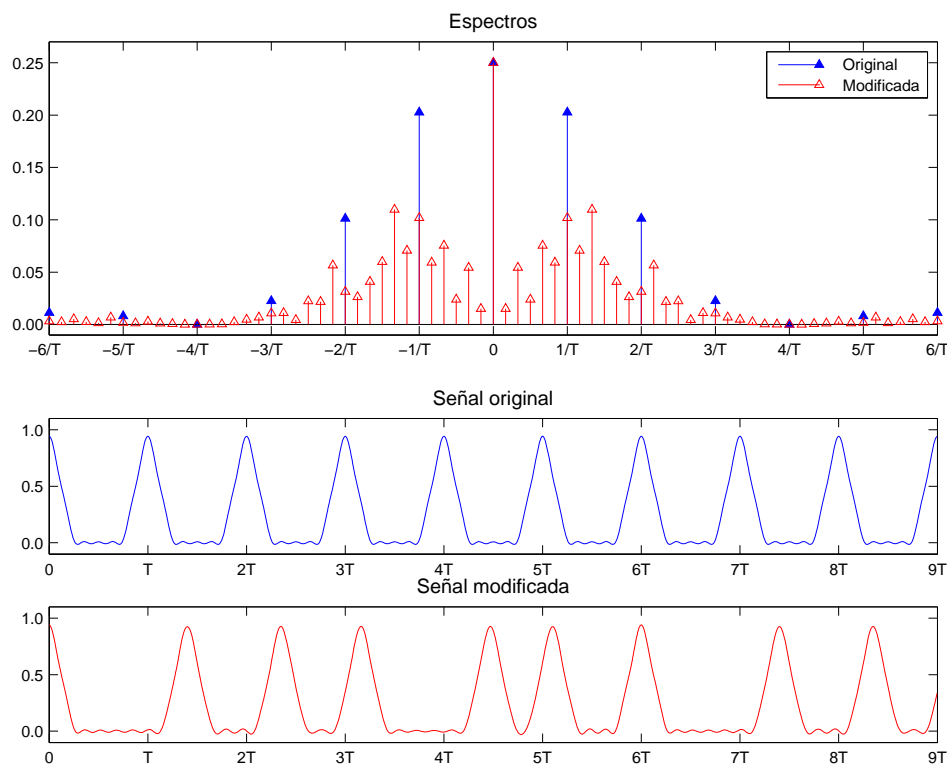 Espectros
0.25
0.20
0.15
0.10
0.05
0.00
Original
Modificada
−6/T −5/T −4/T −3/T −2/T −1/T 0 1/T 2/T 3/T 4/T 5/T 6/T
Señal original
1.0
0.5
0.0
0 T 2T 3T 4T 5T 6T 7T 8T 9T
Señal modificada
1.0
0.5
0.0
0 T 2T 3T 4T 5T 6T 7T 8T 9T